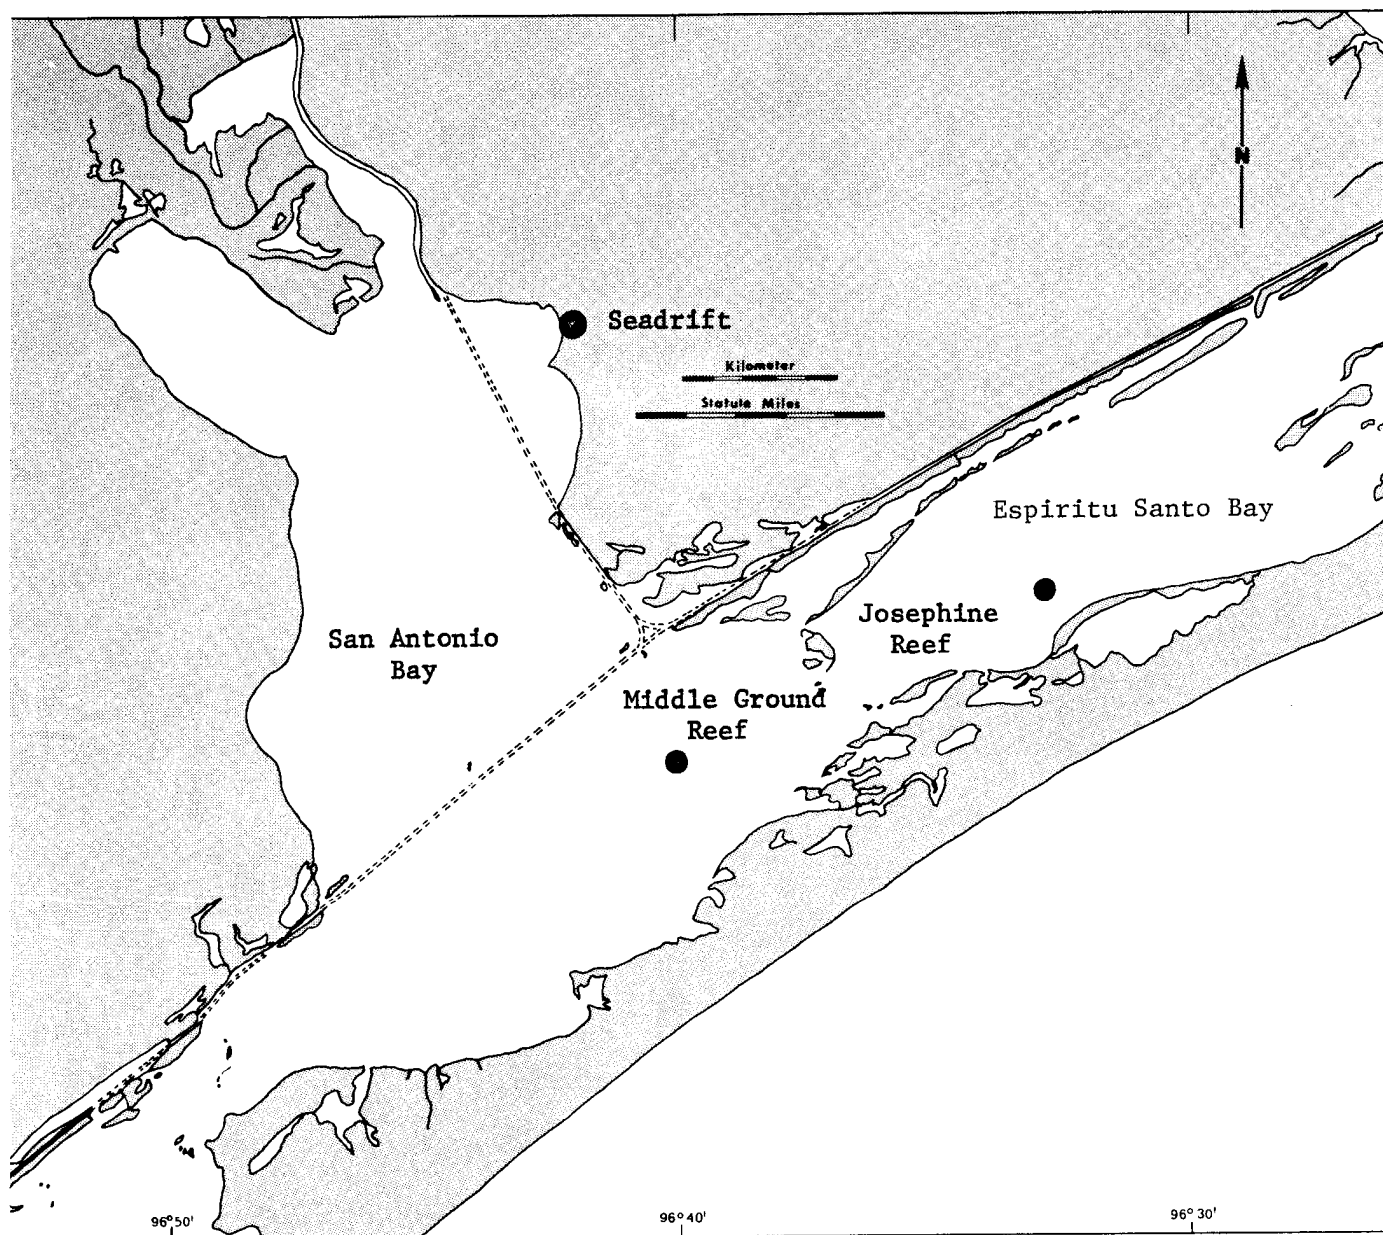 N
Seadrift
Kilometer
Statute Miles
Espiritu Santo Bay
Josephine
Reef
San Antonio
Bay
Middle Ground
Reef
96°50' 96°40' 96°30'